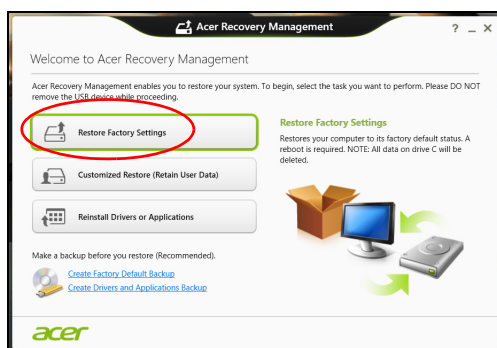 Acer Recovery Management
? _ X
Welcome to Acer Recovery Management
Acer Recovery Management enables you to restore your system. To begin, select the task you want to perform. Please DO NOT
remove the USB device while proceeding.
Restore Factory Settings
Customized Restore (Retain User Data)
Reinstall Drivers or Applications
Restore Factory Settings
Restores your computer to its factory default status. A
reboot is required. NOTE: All data on drive C will be
deleted.
Make a backup before you restore (Recommended).
Create Factory Default Backup
Create Drivers and Applications Backup
acer